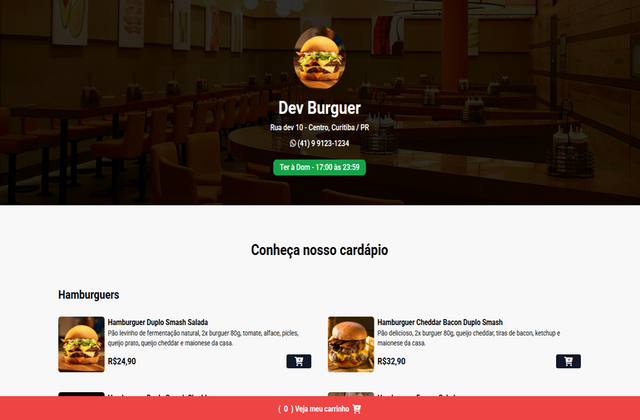 Dev Burguer
Rua dev 10 - Centro, Curitiba / PR
(41) 9 9123-1234
Ter à Dom - 17:00 às 23:59
Conheça nosso cardápio
Hamburguers
Hamburguer Duplo Smash Salada
Pão levinho de fermentação natural, 2x burguer 80g, tomate, alface, picles,
queijo prato, queijo cheddar e maionese da casa.
R$24,90
Hamburguer Cheddar Bacon Duplo Smash
Pão delicioso, 2x burguer 80g, queijo cheddar, tiras de bacon, ketchup e
maionese da casa.
R$32,90
( 0 ) Veja meu carrinho